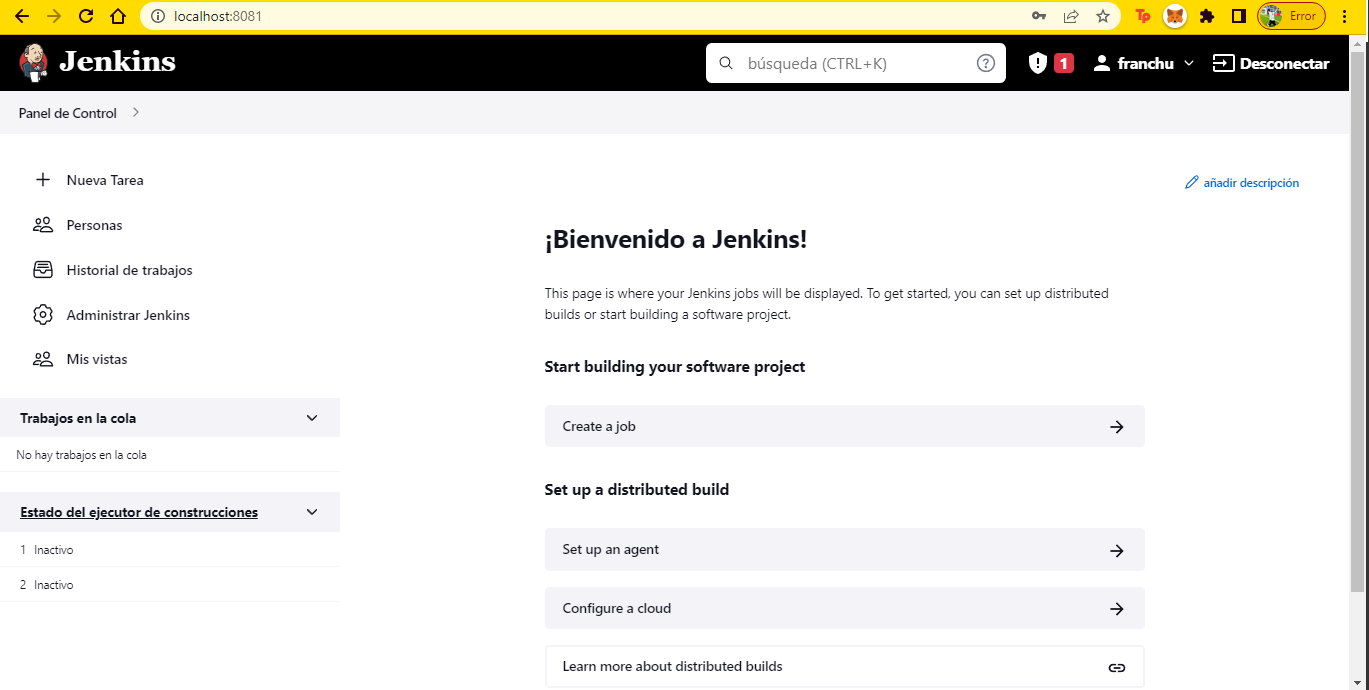 localhost:8081
Tp
Error
Jenkins
búsqueda (CTRL+K)
1
franchu
Desconectar
Panel de Control
Nueva Tarea
Personas
Historial de trabajos
Administrar Jenkins
Mis vistas
Trabajos en la cola
No hay trabajos en la cola
Estado del ejecutor de construcciones
1 Inactivo
2 Inactivo
añadir descripción
¡Bienvenido a Jenkins!
This page is where your Jenkins jobs will be displayed. To get started, you can set up distributed
builds or start building a software project.
Start building your software project
Create a job
Set up a distributed build
Set up an agent
Configure a cloud
Learn more about distributed builds